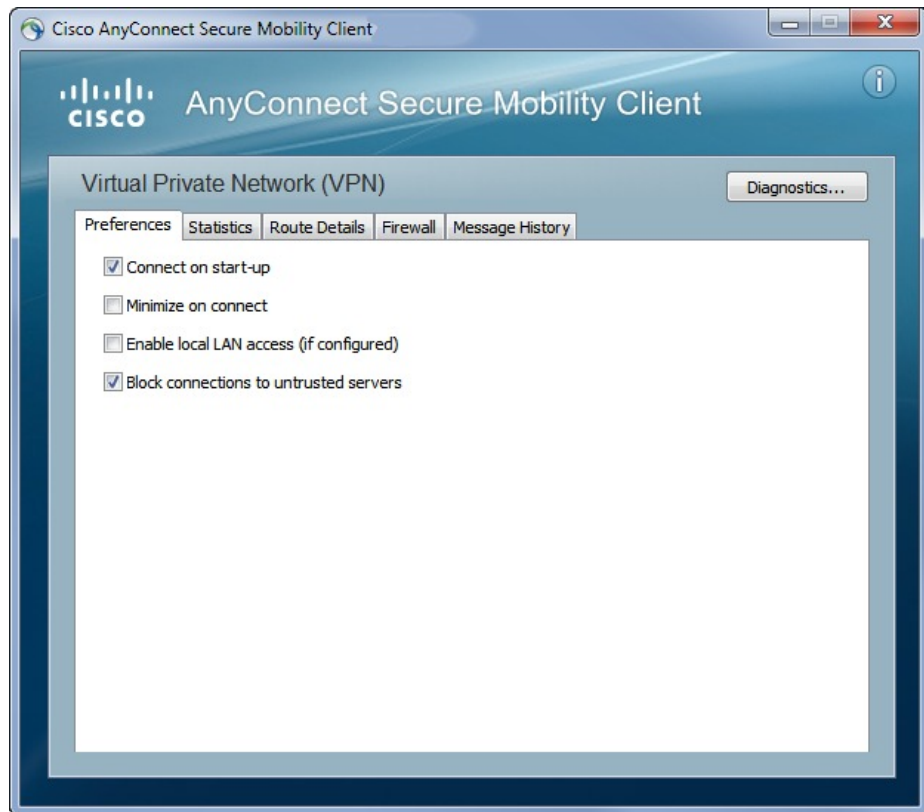 Cisco AnyConnect Secure Mobility Client
CISCO AnyConnect Secure Mobility Client
Virtual Private Network (VPN)
Diagnostics...
Preferences Statistics Route Details Firewall Message History
Connect on start-up
Minimize on connect
Enable local LAN access (if configured)
Block connections to untrusted servers